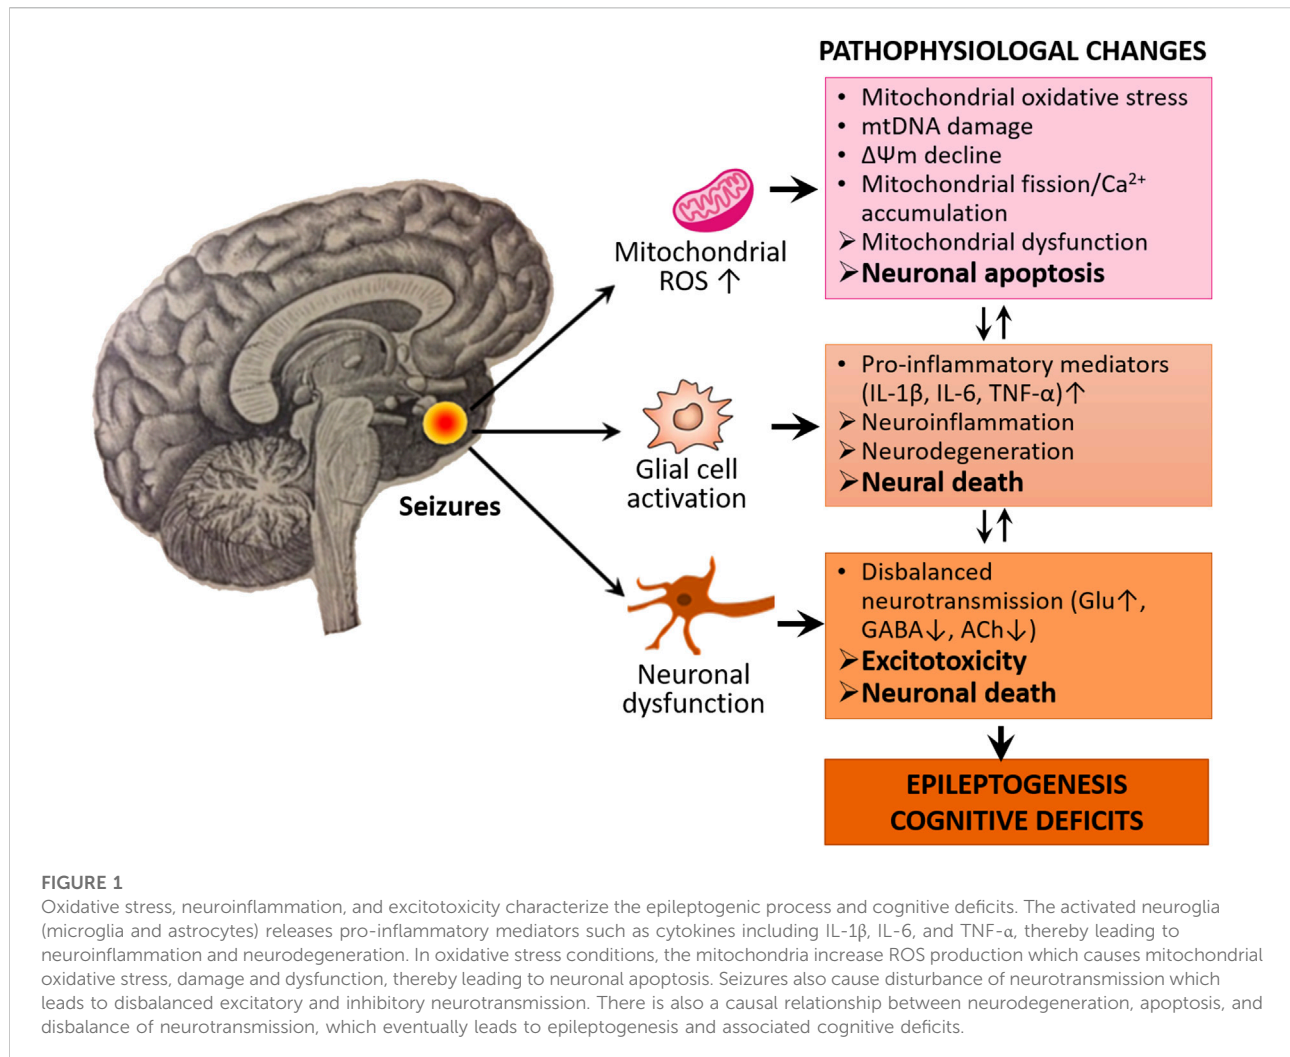 PATHOPHYSIOLOGAL CHANGES
• Mitochondrial oxidative stress
• mtDNA damage
• ΔΨm decline
• Mitochondrial fission/Ca²⁺
accumulation
➢ Mitochondrial dysfunction
➢ Neuronal apoptosis
Mitochondrial
ROS ↑
• Pro-inflammatory mediators
(IL-1β, IL-6, TNF-α)↑
➢ Neuroinflammation
➢ Neurodegeneration
➢ Neural death
Glial cell
activation
Seizures
• Disbalanced
neurotransmission (Glu↑,
GABA↓, ACh↓)
➢ Excitotoxicity
➢ Neuronal death
Neuronal
dysfunction
EPILEPTOGENESIS
COGNITIVE DEFICITS
FIGURE 1
Oxidative stress, neuroinflammation, and excitotoxicity characterize the epileptogenic process and cognitive deficits. The activated neuroglia
(microglia and astrocytes) releases pro-inflammatory mediators such as cytokines including IL-1β, IL-6, and TNF-α, thereby leading to
neuroinflammation and neurodegeneration. In oxidative stress conditions, the mitochondria increase ROS production which causes mitochondrial
oxidative stress, damage and dysfunction, thereby leading to neuronal apoptosis. Seizures also cause disturbance of neurotransmission which
leads to disbalanced excitatory and inhibitory neurotransmission. There is also a causal relationship between neurodegeneration, apoptosis, and
disbalance of neurotransmission, which eventually leads to epileptogenesis and associated cognitive deficits.